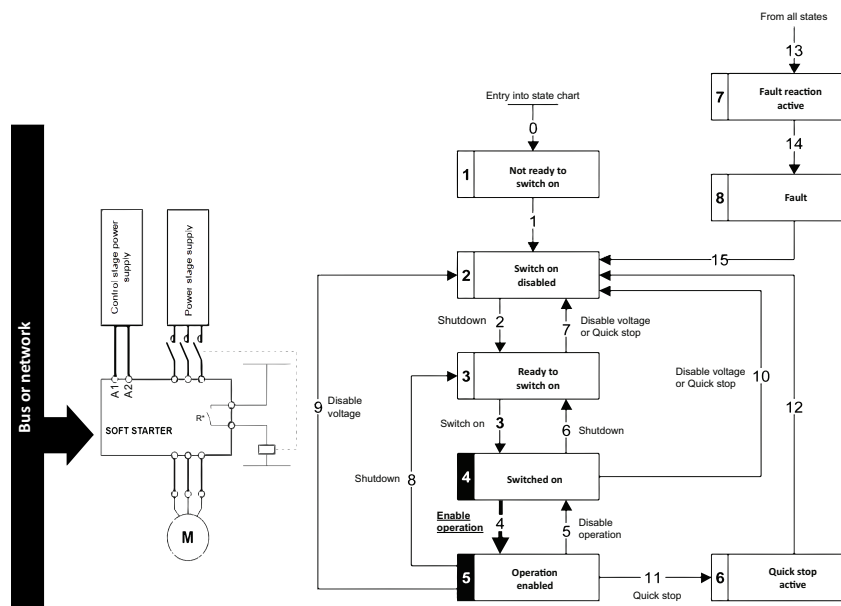 Bus or network
Control stage power
supply
Power stage supply
A1
A2
R*
SOFT STARTER
M
From all states
13
7
Fault reaction
active
14
8
Fault
15
Entry into state chart
0
1
Not ready to
switch on
1
2
Switch on
disabled
Shutdown
2
7
Disable voltage
or Quick stop
3
Ready to
switch on
Switch on
3
6
Shutdown
4
Switched on
Enable
operation
4
5
Disable
operation
5
Operation
enabled
9
Disable
voltage
Shutdown
8
Disable voltage
or Quick stop
10
12
11
Quick stop
6
Quick stop
active